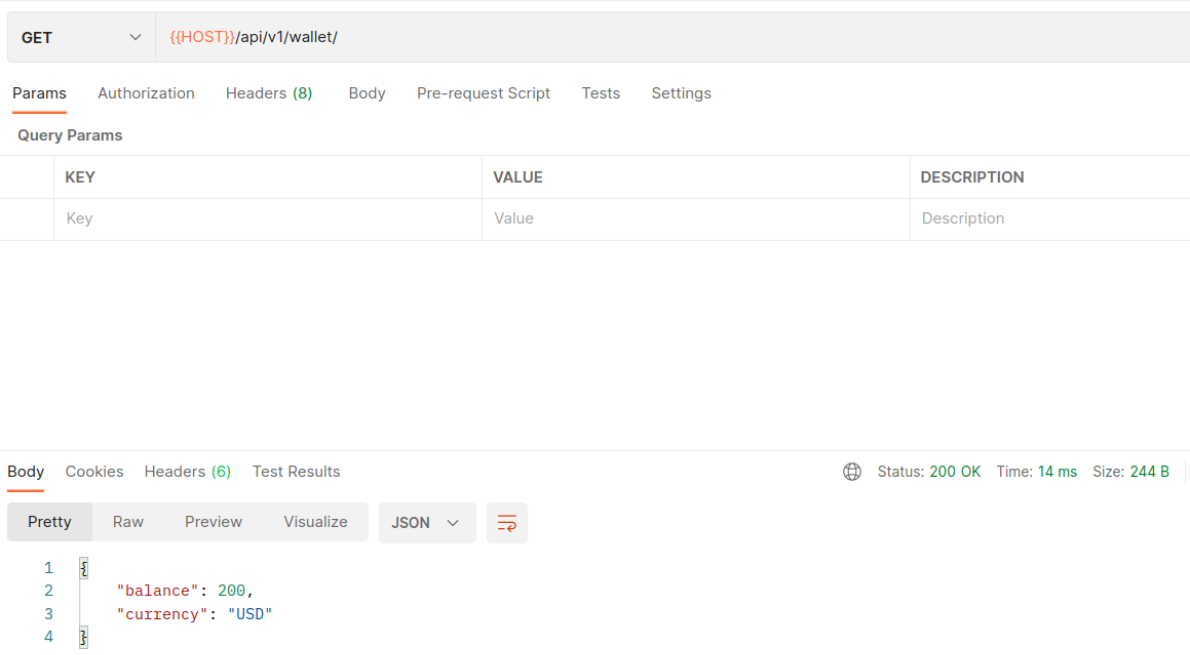 GET {{HOST}}/api/v1/wallet/
Params Authorization Headers (8) Body Pre-request Script Tests Settings
Query Params
KEY VALUE DESCRIPTION
Key Value Description
Body Cookies Headers (6) Test Results Status: 200 OK Time: 14 ms Size: 244 B
Pretty Raw Preview Visualize JSON
1 {
2 "balance": 200,
3 "currency": "USD"
4 }